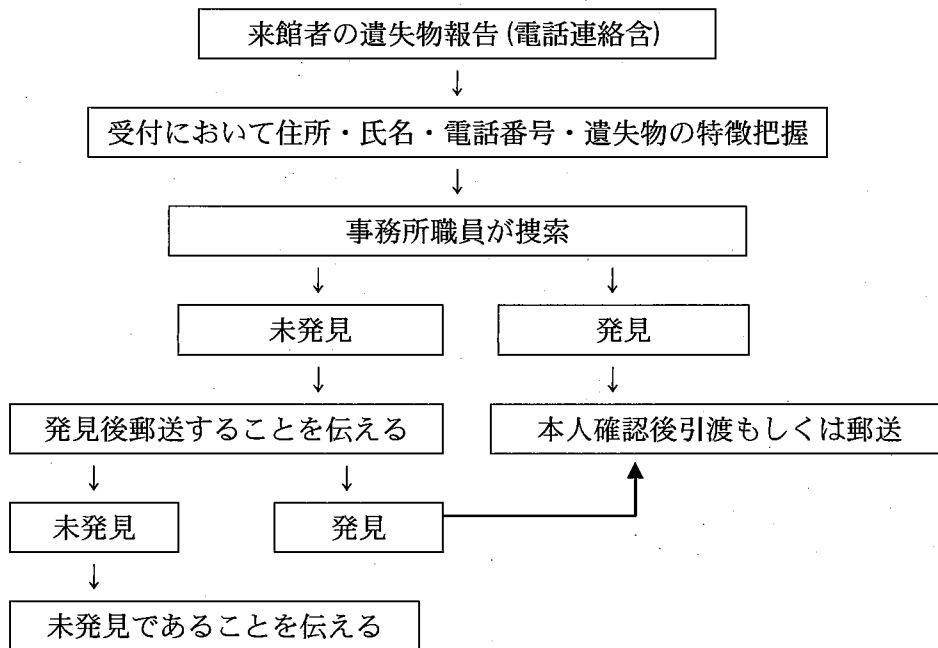 来館者の遺失物報告(電話連絡含)
↓
受付において住所・氏名・電話番号・遺失物の特徴把握
↓
事務所職員が捜索
↓ ↓
未発見 発見
↓ ↓
発見後郵送することを伝える 本人確認後引渡もしくは郵送
↓ ↓
未発見 発見
↓
未発見であることを伝える